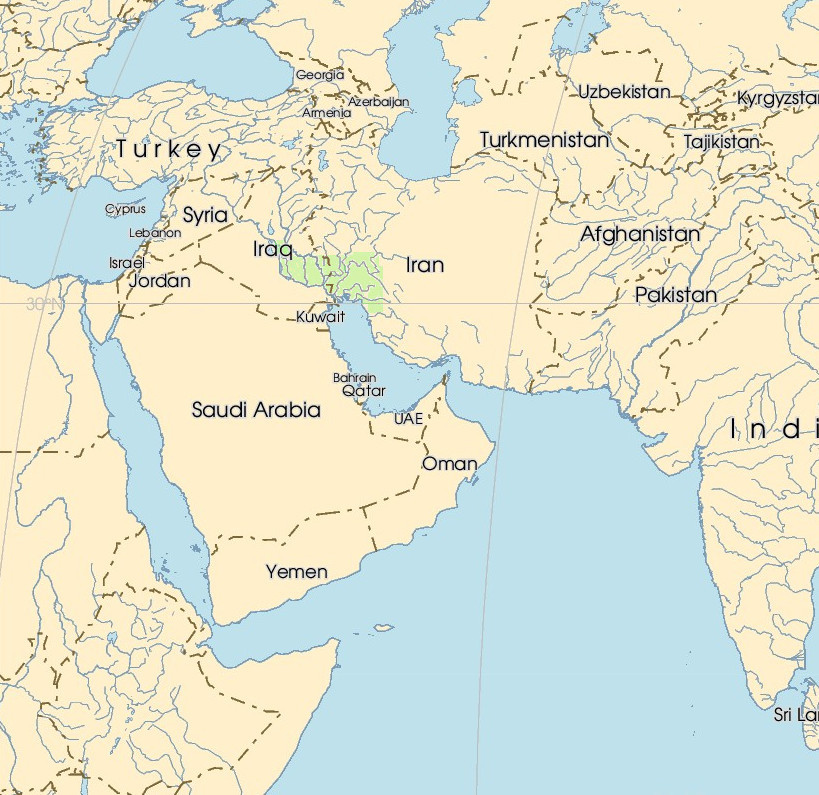 Georgia
Uzbekistan
Kyrgyzstan
Azerbaijan
Armenia
Turkey
Turkmenistan
Tajikistan
Cyprus
Syria
Lebanon
Iraq
Afghanistan
Israel
Iran
Jordan
Pakistan
30°N
Kuwait
Bahrain
Qatar
Saudi Arabia
UAE
Indi
Oman
Yemen
Sri La